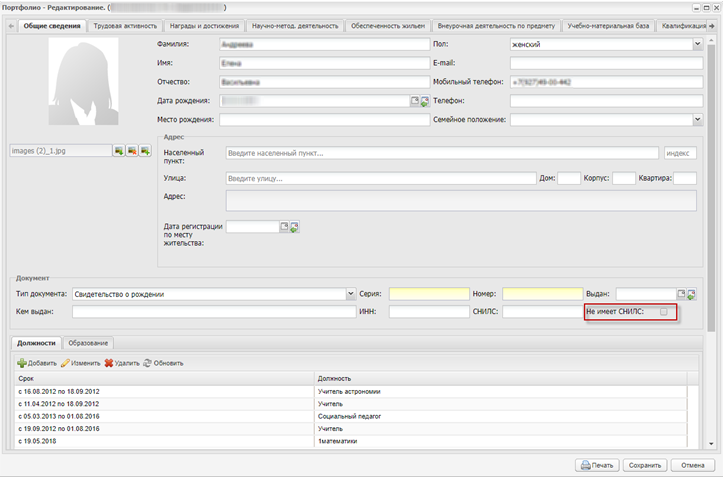 Портфолио - Редактирование. (
Общие сведения Трудовая активность Награды и достижения Научно-метод. деятельность Обеспеченность жильем Внеурочная деятельность по предмету Учебно-материальная база Квалификация
Фамилия: Андреева Пол: женский
Имя: Елена E-mail:
Отчество: Васильевна Мобильный телефон:
Дата рождения: Телефон:
Место рождения: Семейное положение:
images (2)_1.jpg
Адрес
Населенный пункт: Введите населенный пункт... индекс
Улица: Введите улицу... Дом: Корпус: Квартира:
Адрес:
Дата регистрации
по месту
жительства:
Документ
Тип документа: Свидетельство о рождении Серия: Номер: Выдан:
Кем выдан: ИНН: СНИЛС: Не имеет СНИЛС:
Должности Образование
Добавить Изменить Удалить Обновить
Срок Должность
с 16.08.2012 по 18.09.2012 Учитель астрономии
с 11.04.2012 по 18.09.2012 Учитель
с 05.03.2013 по 01.08.2016 Социальный педагог
с 19.09.2012 по 01.08.2016 Учитель
с 19.05.2018 1математики
Печать Сохранить Отмена